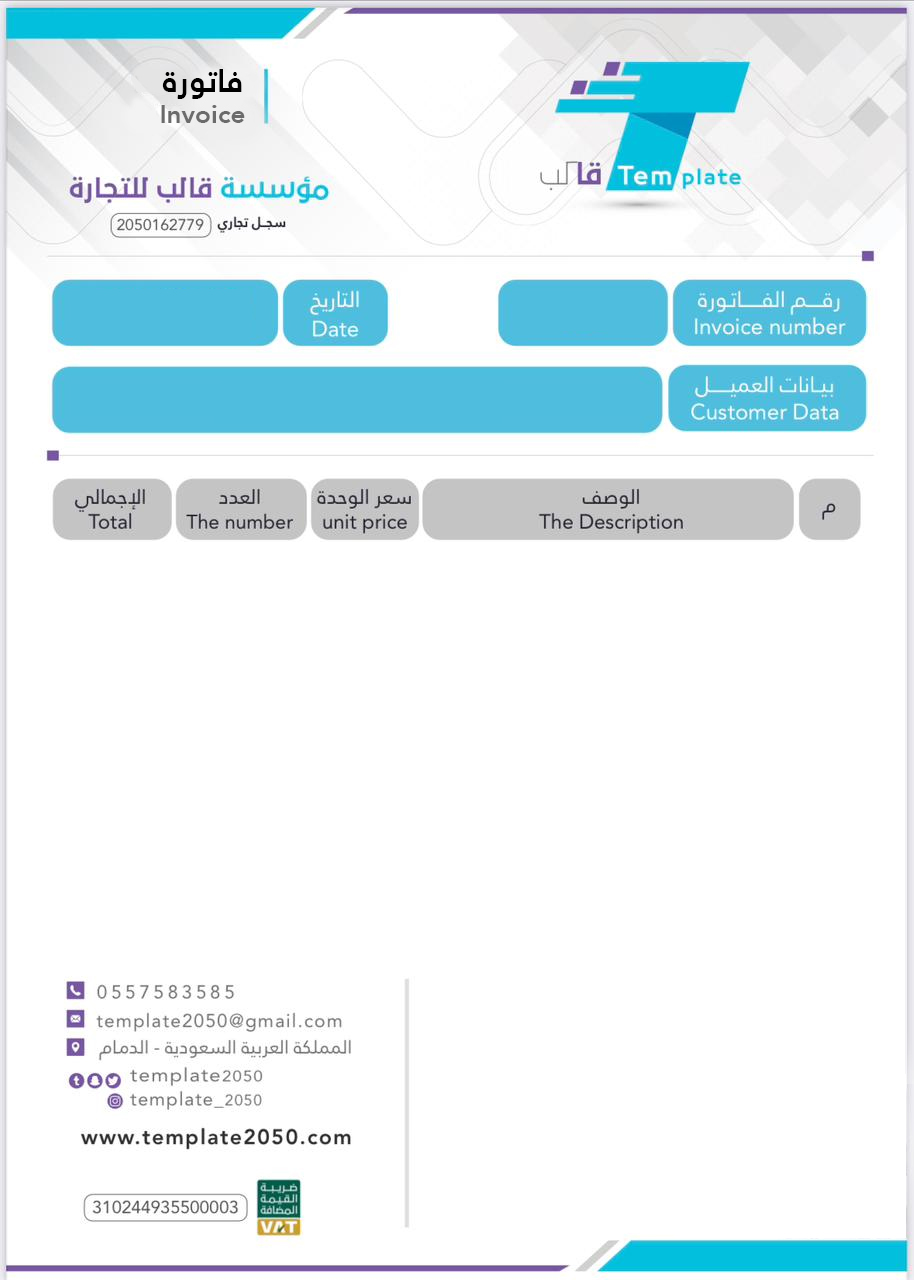 فاتورة
Invoice
قالب Template
مؤسسة قالب للتجارة
سجل تجاري 2050162779
رقم الفاتورة
Invoice number
التاريخ
Date
بيانات العميل
Customer Data
م
الوصف
The Description
سعر الوحدة
unit price
العدد
The number
الإجمالي
Total
0557583585
template2050@gmail.com
المملكة العربية السعودية - الدمام
template2050
template_2050
www.template2050.com
310244935500003
ضريبة
القيمة
المضافة
VAT